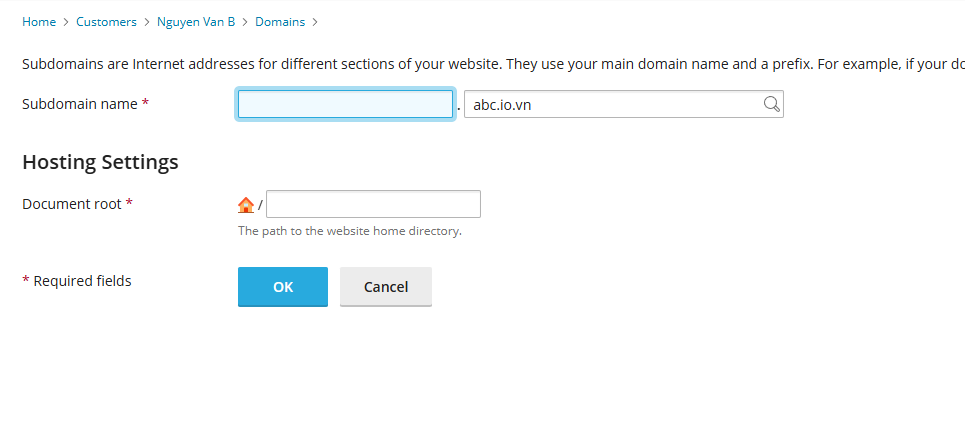 Home > Customers > Nguyen Van B > Domains >
Subdomains are Internet addresses for different sections of your website. They use your main domain name and a prefix. For example, if your do
Subdomain name * . abc.io.vn
Hosting Settings
Document root * /
The path to the website home directory.
* Required fields OK Cancel